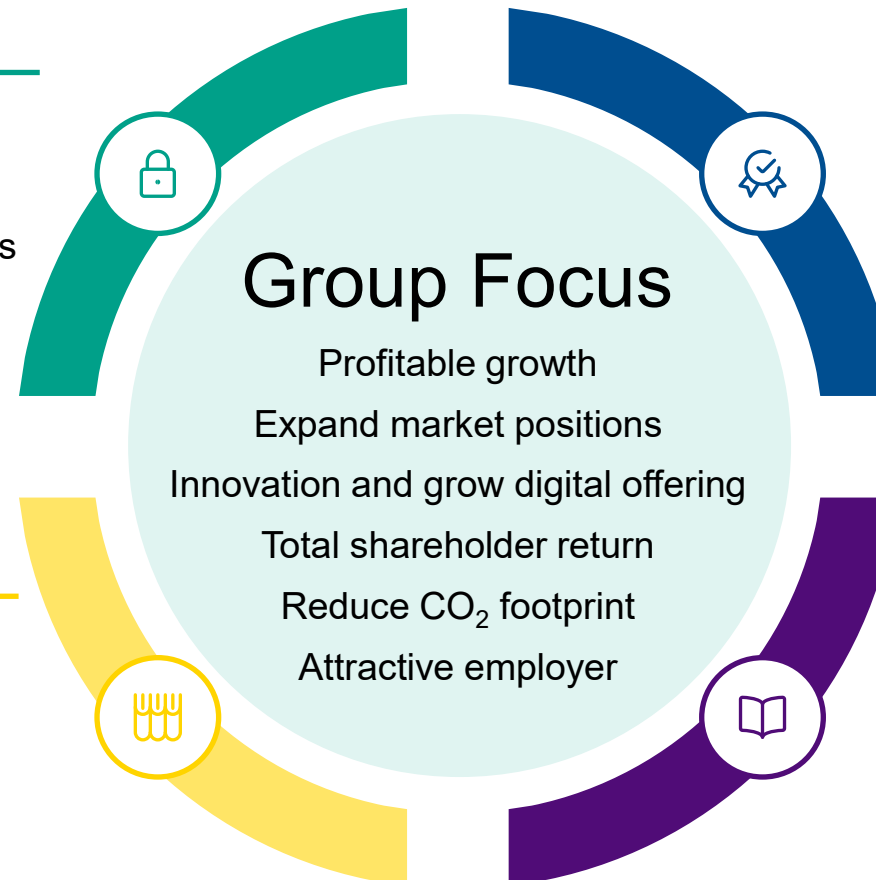 s
Group Focus
Profitable growth
Expand market positions
Innovation and grow digital offering
Total shareholder return
Reduce CO₂ footprint
Attractive employer